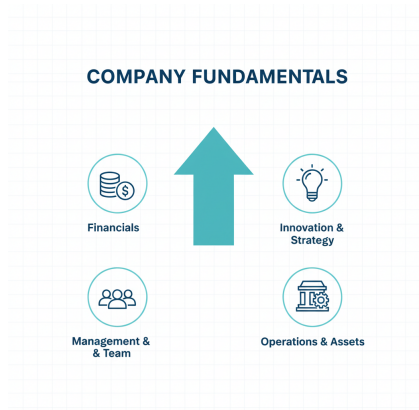 COMPANY FUNDAMENTALS
$
Financials
Innovation &
Strategy
Management &
& Team
Operations & Assets